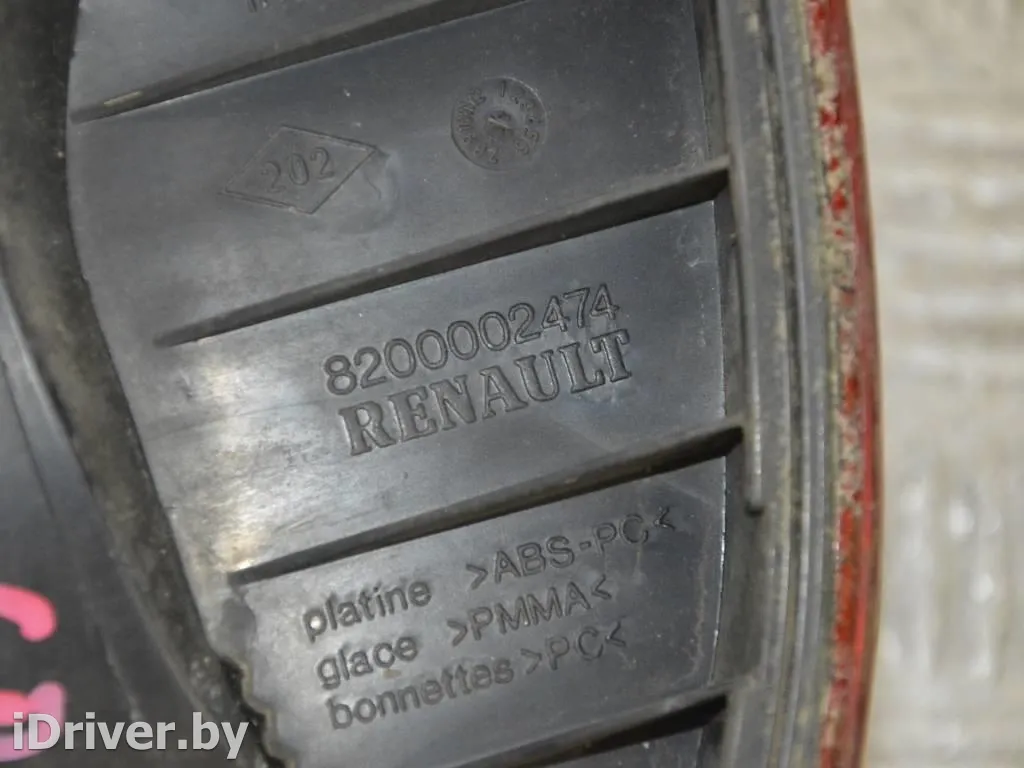 202
8200002474
RENAULT
platine >ABS-PC<
glace >PMMA<
bonnettes >PC<
iDriver.by